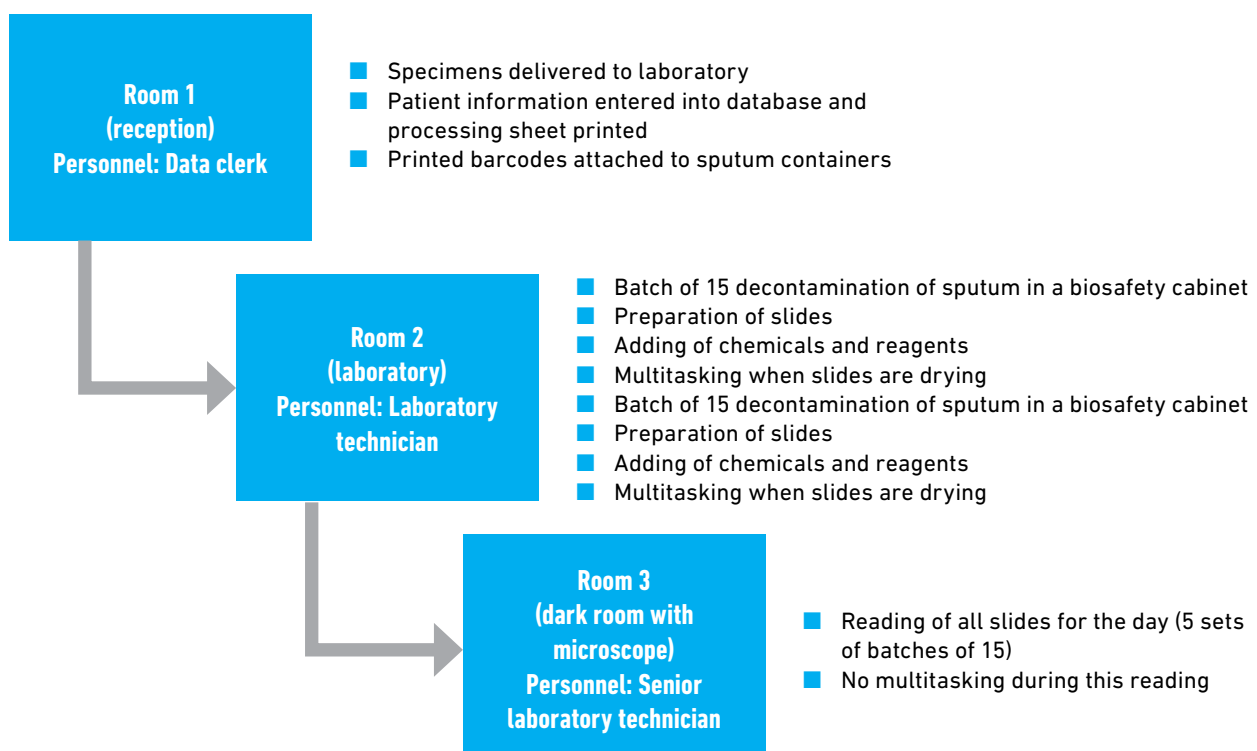 Room 1
(reception)
Personnel: Data clerk
Specimens delivered to laboratory
Patient information entered into database and
processing sheet printed
Printed barcodes attached to sputum containers
Room 2
(laboratory)
Personnel: Laboratory
technician
Batch of 15 decontamination of sputum in a biosafety cabinet
Preparation of slides
Adding of chemicals and reagents
Multitasking when slides are drying
Batch of 15 decontamination of sputum in a biosafety cabinet
Preparation of slides
Adding of chemicals and reagents
Multitasking when slides are drying
Room 3
(dark room with
microscope)
Personnel: Senior
laboratory technician
Reading of all slides for the day (5 sets
of batches of 15)
No multitasking during this reading